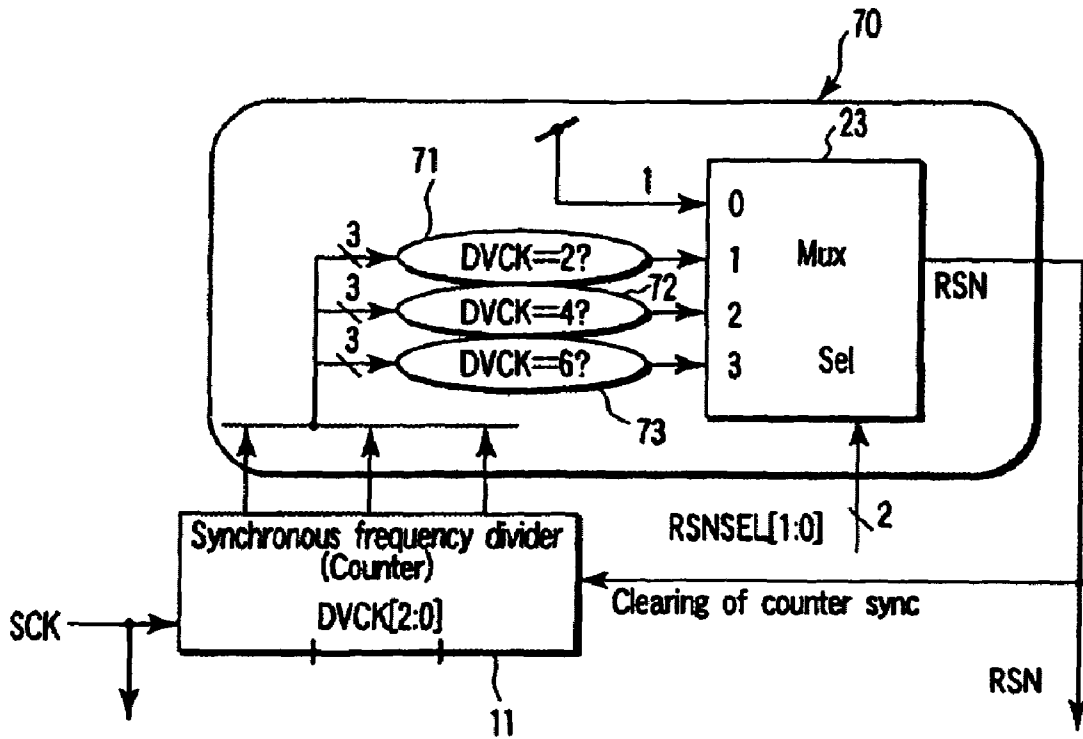 70
23
71
1
0
3
DVCK==2?
1
Mux
RSN
3
72
DVCK==4?
2
3
DVCK==6?
3
Sel
73
Synchronous frequency divider
(Counter)
RSNSEL[1:0]
2
DVCK[2:0]
Clearing of counter sync
SCK
RSN
11